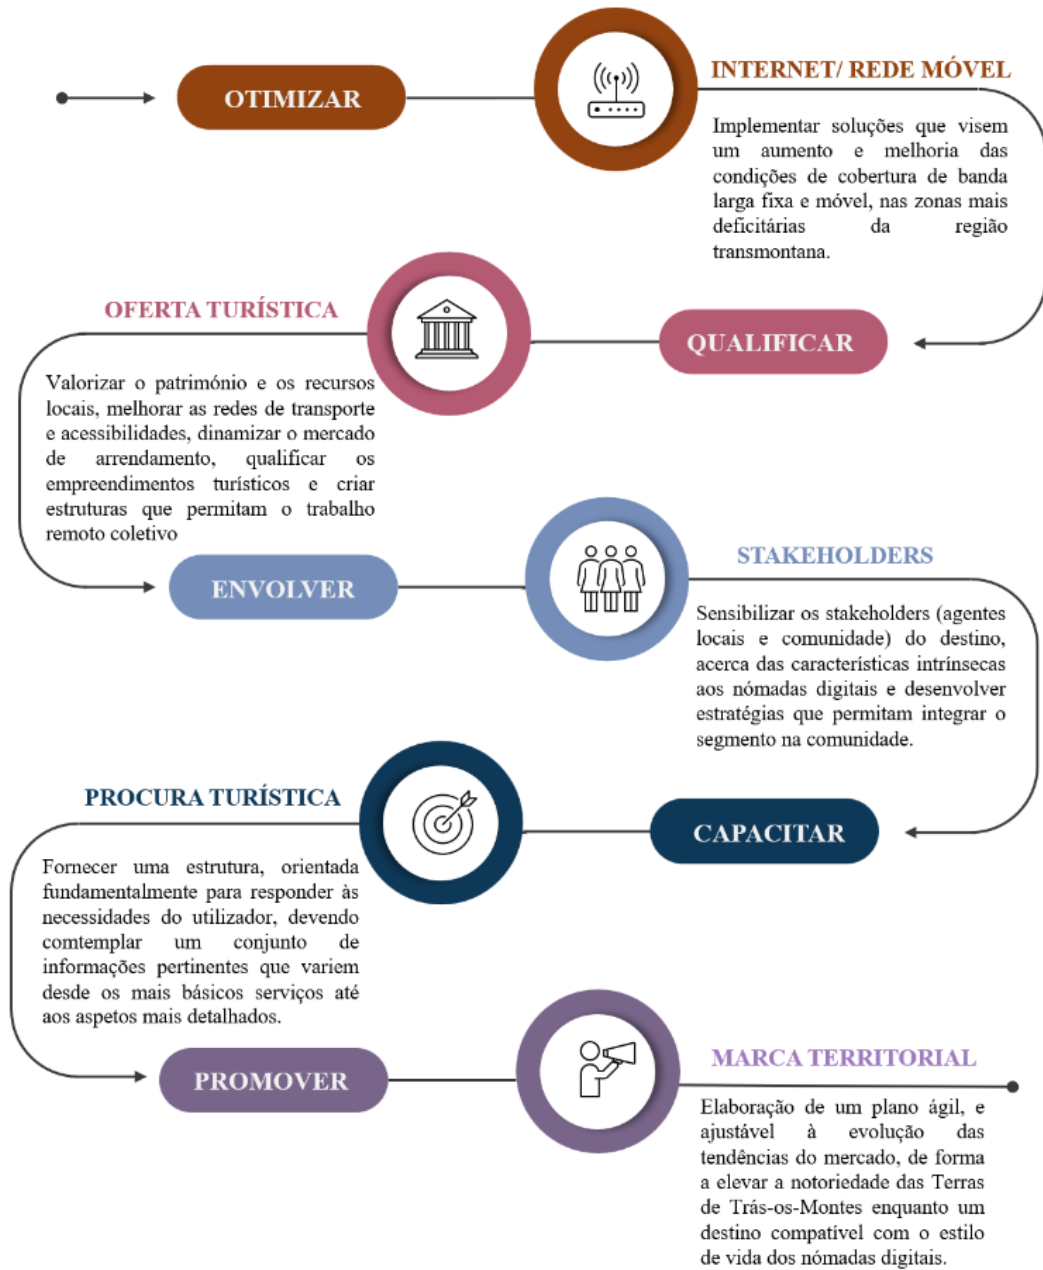 OTIMIZAR
INTERNET/ REDE MÓVEL
Implementar soluções que visem
um aumento e melhoria das
condições de cobertura de banda
larga fixa e móvel, nas zonas mais
deficitárias da região
transmontana.
QUALIFICAR
OFERTA TURÍSTICA
Valorizar o património e os recursos
locais, melhorar as redes de transporte
e acessibilidades, dinamizar o mercado
de arrendamento, qualificar os
empreendimentos turísticos e criar
estruturas que permitam o trabalho
remoto coletivo
ENVOLVER
STAKEHOLDERS
Sensibilizar os stakeholders (agentes
locais e comunidade) do destino,
acerca das características intrínsecas
aos nómadas digitais e desenvolver
estratégias que permitam integrar o
segmento na comunidade.
CAPACITAR
PROCURA TURÍSTICA
Fornecer uma estrutura, orientada
fundamentalmente para responder às
necessidades do utilizador, devendo
comtemplar um conjunto de
informações pertinentes que variem
desde os mais básicos serviços até
aos aspetos mais detalhados.
PROMOVER
MARCA TERRITORIAL
Elaboração de um plano ágil, e
ajustável à evolução das
tendências do mercado, de forma
a elevar a notoriedade das Terras
de Trás-os-Montes enquanto um
destino compatível com o estilo
de vida dos nómadas digitais.